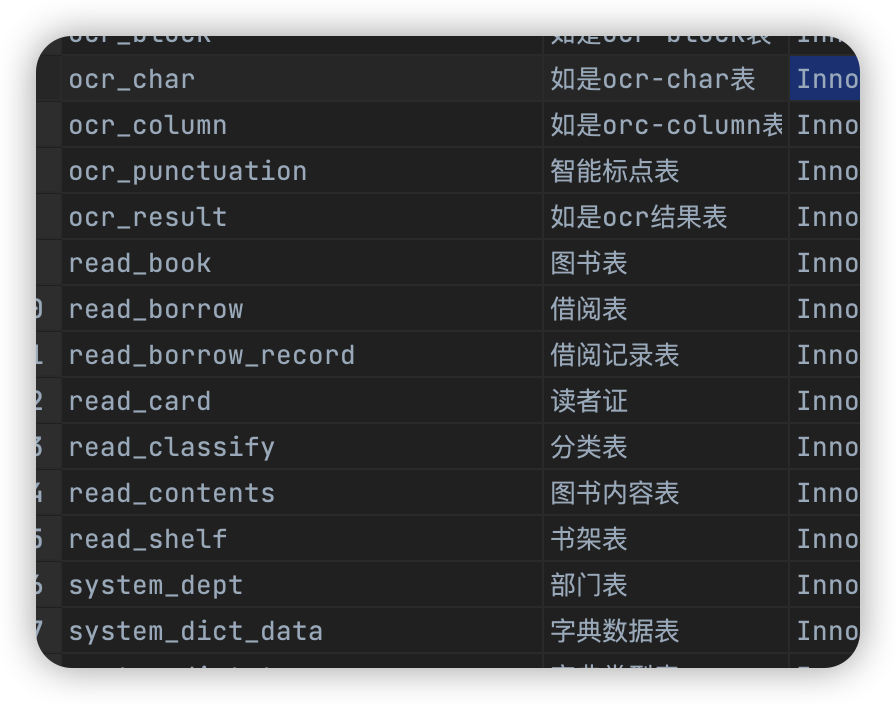 ocr_block 如是ocr-block表 Inno
ocr_char 如是ocr-char表 Inno
ocr_column 如是orc-column表 Inno
ocr_punctuation 智能标点表 Inno
ocr_result 如是ocr结果表 Inno
read_book 图书表 Inno
0 read_borrow 借阅表 Inno
1 read_borrow_record 借阅记录表 Inno
2 read_card 读者证 Inno
3 read_classify 分类表 Inno
4 read_contents 图书内容表 Inno
5 read_shelf 书架表 Inno
6 system_dept 部门表 Inno
7 system_dict_data 字典数据表 Inno
字典类型表